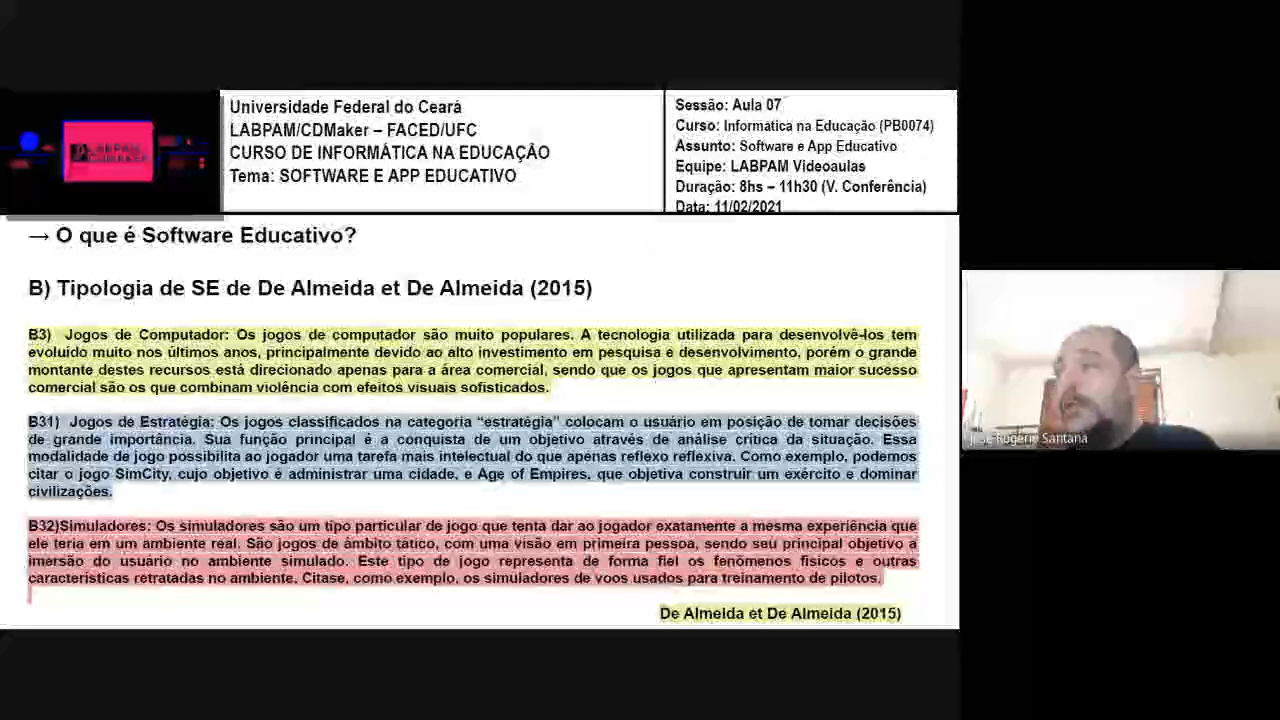 Universidade Federal do Ceará
LABPAM/CDMaker – FACED/UFC
CURSO DE INFORMÁTICA NA EDUCAÇÃO
Tema: SOFTWARE E APP EDUCATIVO
Sessão: Aula 07
Curso: Informática na Educação (PB0074)
Assunto: Software e App Educativo
Equipe: LABPAM Videoaulas
Duração: 8hs – 11h30 (V. Conferência)
Data: 11/02/2021
→ O que é Software Educativo?
B) Tipologia de SE de De Almeida et De Almeida (2015)
B3) Jogos de Computador: Os jogos de computador são muito populares. A tecnologia utilizada para desenvolvê-los tem
evoluído muito nos últimos anos, principalmente devido ao alto investimento em pesquisa e desenvolvimento, porém o grande
montante destes recursos está direcionado apenas para a área comercial, sendo que os jogos que apresentam maior sucesso
comercial são os que combinam violência com efeitos visuais sofisticados.
B31) Jogos de Estratégia: Os jogos classificados na categoria “estratégia” colocam o usuário em posição de tomar decisões
de grande importância. Sua função principal é a conquista de um objetivo através de análise crítica da situação. Essa
modalidade de jogo possibilita ao jogador uma tarefa mais intelectual do que apenas reflexo reflexiva. Como exemplo, podemos
citar o jogo SimCity, cujo objetivo é administrar uma cidade, e Age of Empires, que objetiva construir um exército e dominar
civilizações.
B32)Simuladores: Os simuladores são um tipo particular de jogo que tenta dar ao jogador exatamente a mesma experiência que
ele teria em um ambiente real. São jogos de âmbito tático, com uma visão em primeira pessoa, sendo seu principal objetivo a
imersão do usuário no ambiente simulado. Este tipo de jogo representa de forma fiel os fenômenos físicos e outras
características retratadas no ambiente. Citase, como exemplo, os simuladores de voos usados para treinamento de pilotos.
De Almeida et De Almeida (2015)
José Rogério Santana